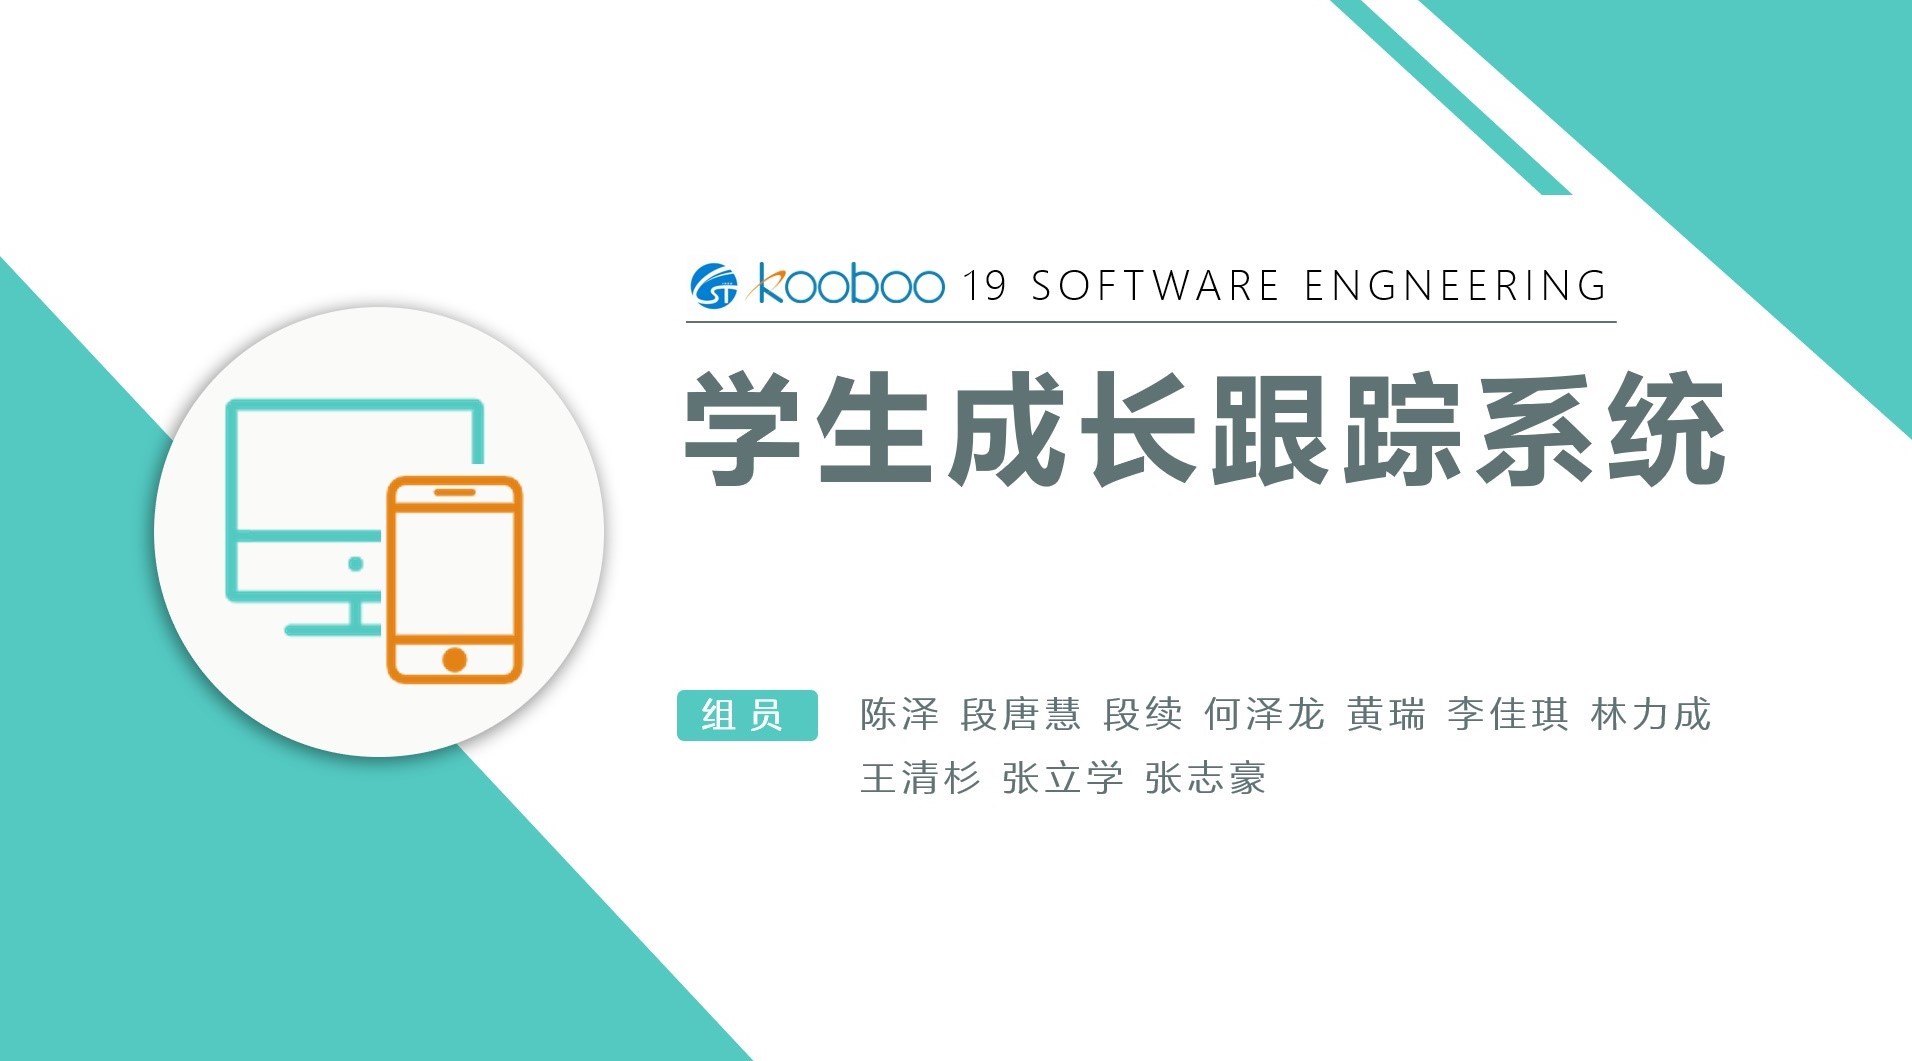 ST kooboo 19 SOFTWARE ENGNEERING
学生成长跟踪系统
组员 陈泽 段唐慧 段续 何泽龙 黄瑞 李佳琪 林力成
王清杉 张立学 张志豪